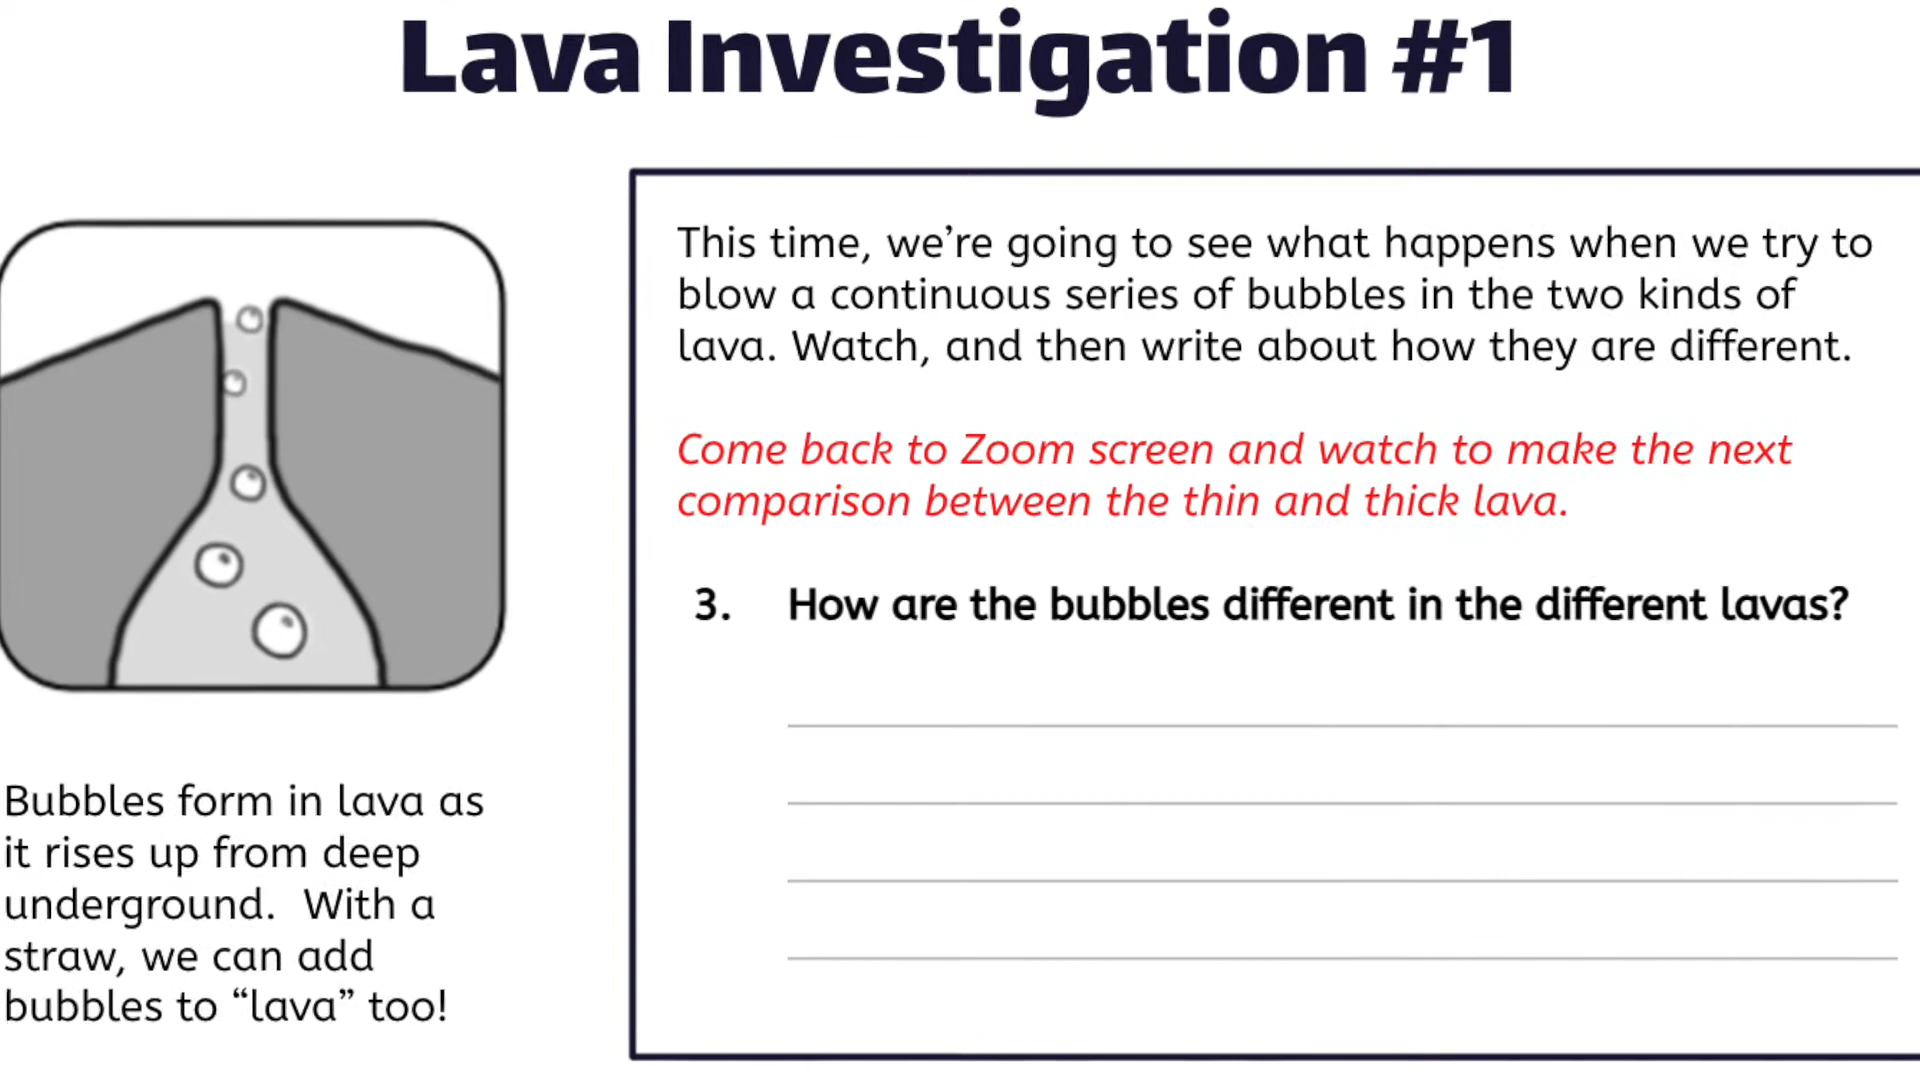 Lava Investigation #1
This time, we’re going to see what happens when we try to
blow a continuous series of bubbles in the two kinds of
lava. Watch, and then write about how they are different.
Come back to Zoom screen and watch to make the next
comparison between the thin and thick lava.
3. How are the bubbles different in the different lavas?
Bubbles form in lava as
it rises up from deep
underground. With a
straw, we can add
bubbles to “lava” too!